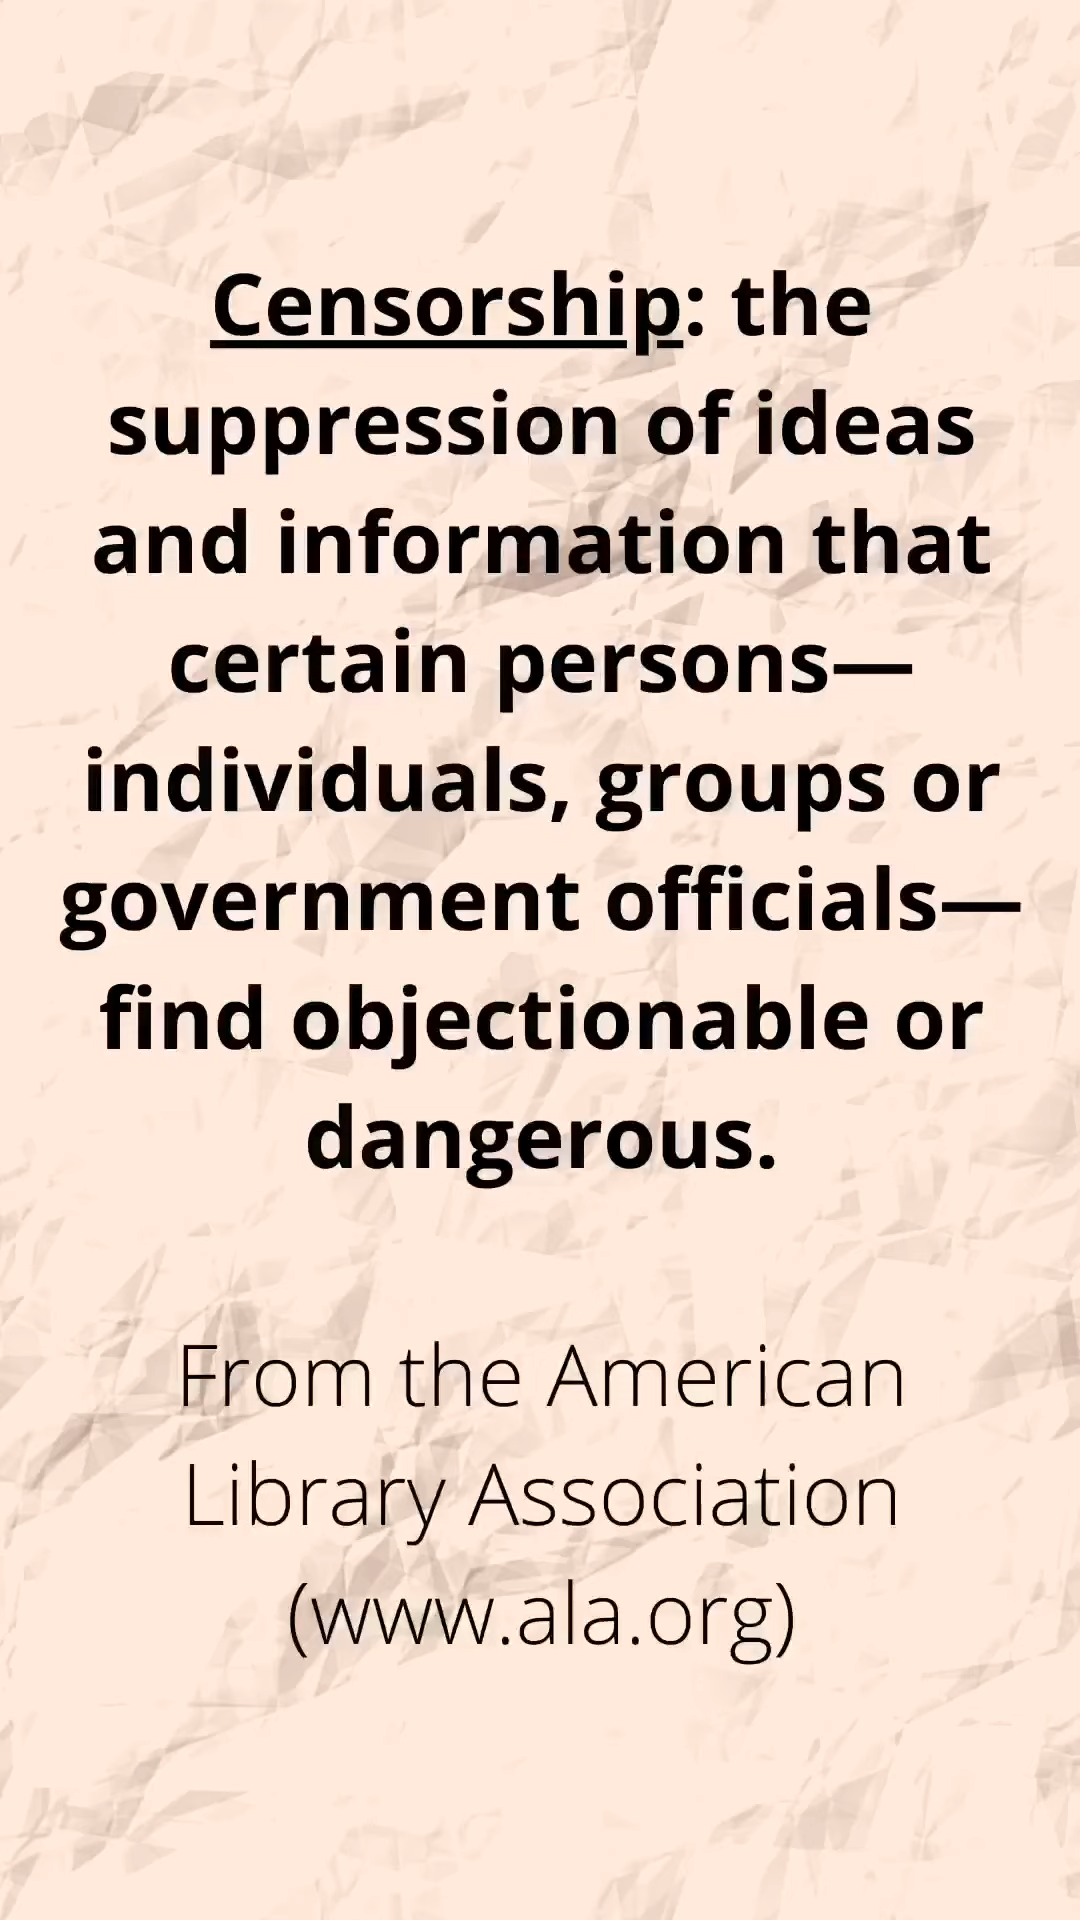 Censorship: the
suppression of ideas
and information that
certain persons—
individuals, groups or
government officials—
find objectionable or
dangerous.
From the American
Library Association
(www.ala.org)